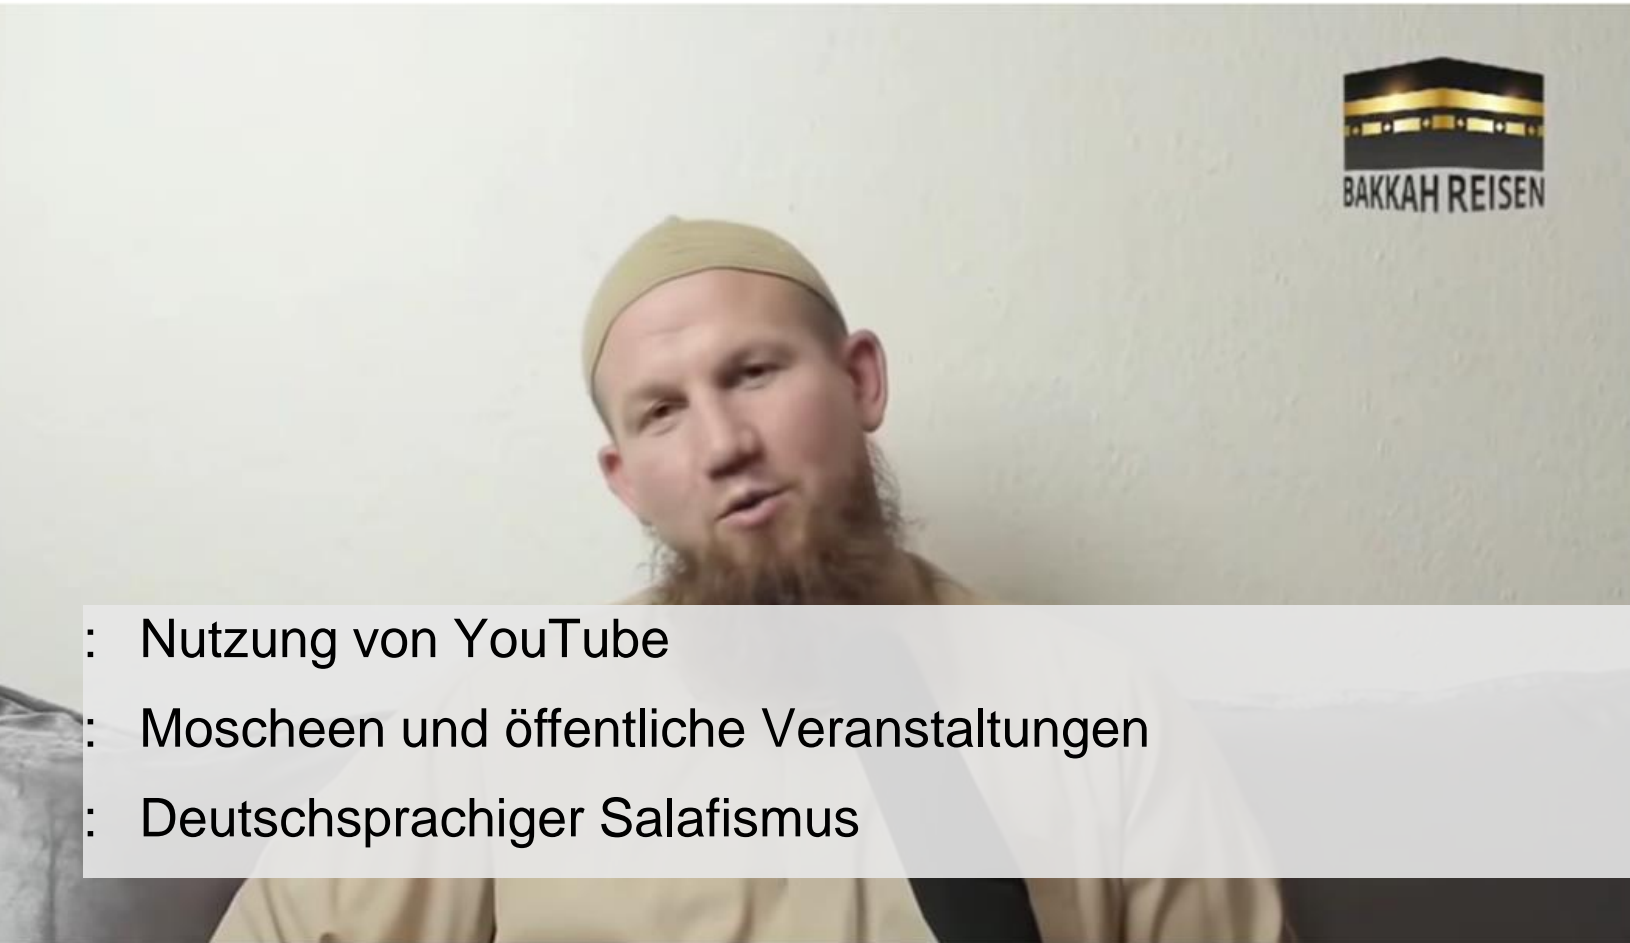 BAKKAH REISEN
: Nutzung von YouTube
: Moscheen und öffentliche Veranstaltungen
: Deutschsprachiger Salafismus